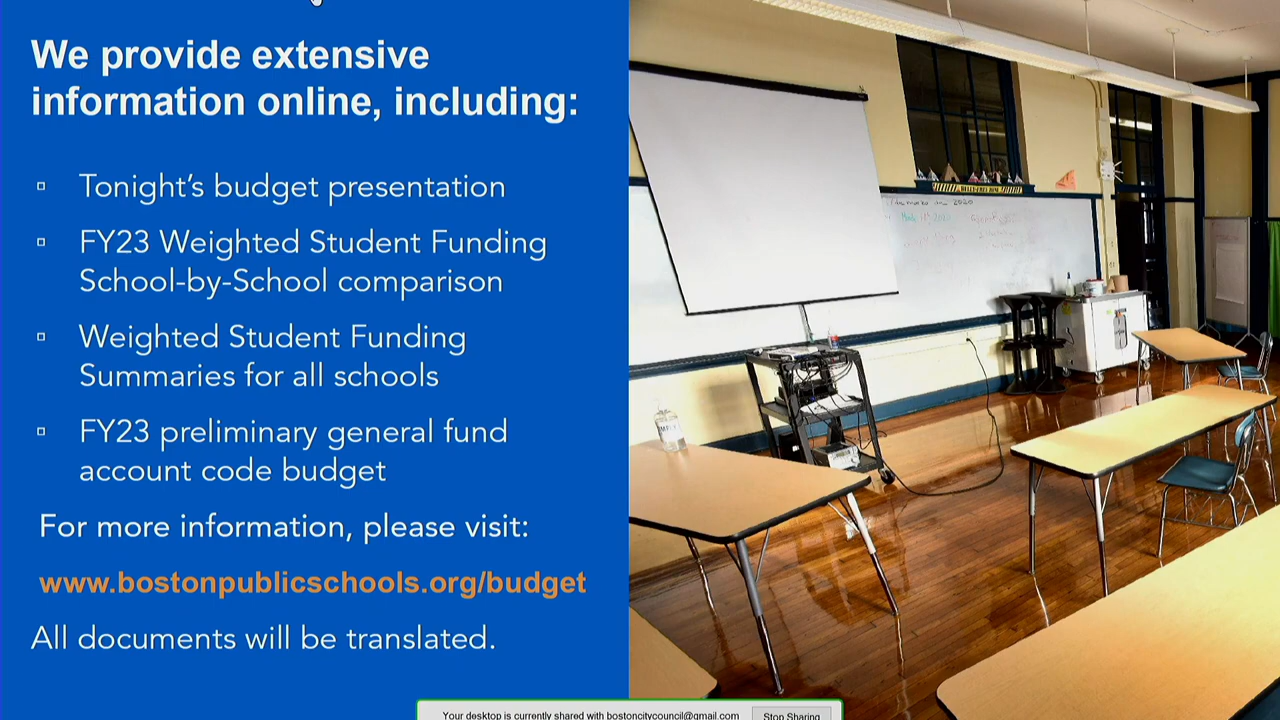 We provide extensive
information online, including:
Tonight's budget presentation
FY23 Weighted Student Funding
School-by-School comparison
Weighted Student Funding
Summaries for all schools
FY23 preliminary general fund
account code budget
For more information, please visit:
www.bostonpublicschools.org/budget
All documents will be translated.
Your desktop is currently shared with bostoncitycouncil@gmail.com
Stop Sharing